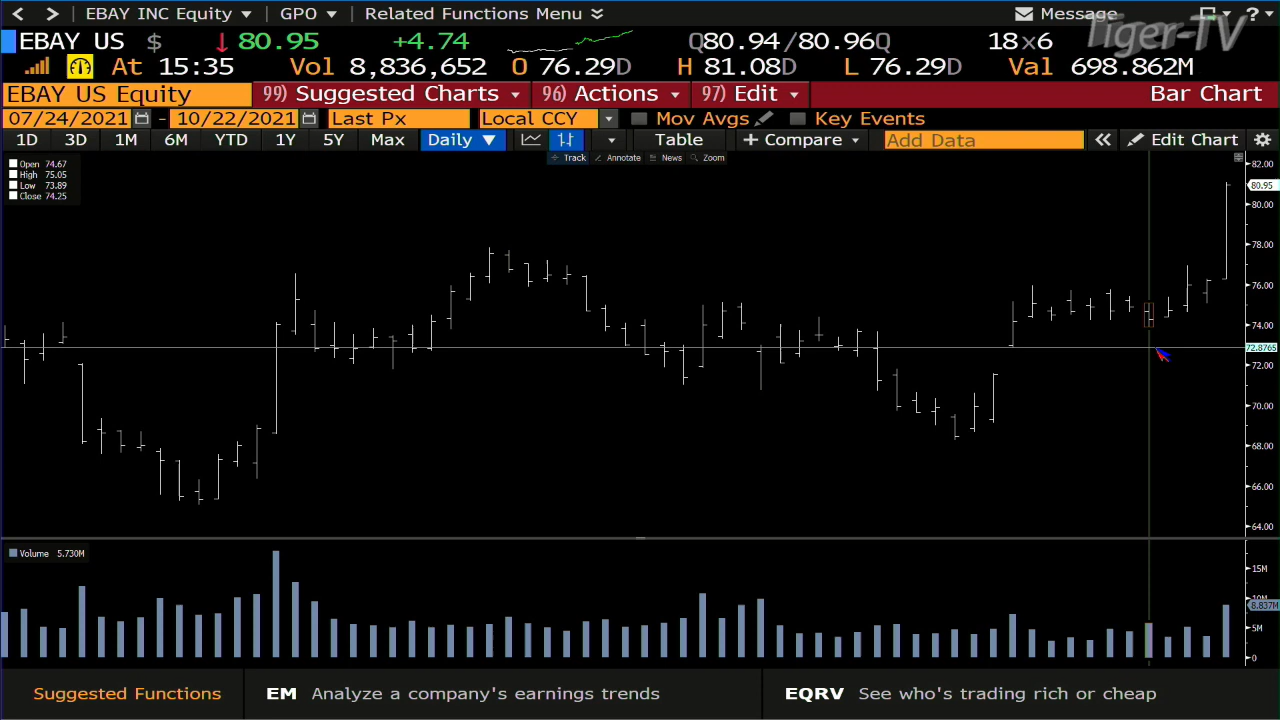 < > EBAY INC Equity ▼ GPO ▼ Related Functions Menu Message ?
EBAY US $ ↓80.95 +4.74 Q80.94/80.96Q 18x6
Tiger-TV
At 15:35 Vol 8,836,652 O 76.29D H 81.08D L 76.29D Val 698.862M
EBAY US Equity 99) Suggested Charts 96) Actions 97) Edit Bar Chart
07/24/2021 - 10/22/2021 Last Px Local CCY Mov Avgs Key Events
1D 3D 1M 6M YTD 1Y 5Y Max Daily ▼ Table + Compare Add Data « Edit Chart
Track Annotate News Zoom
Open 74.67
High 75.05
Low 73.89
Close 74.25
82.00
80.95
80.00
78.00
76.00
74.00
72.8765
72.00
70.00
68.00
66.00
64.00
Volume 5.730M
15M
10M
8.837M
5M
0
Suggested Functions EM Analyze a company's earnings trends EQRV See who's trading rich or cheap